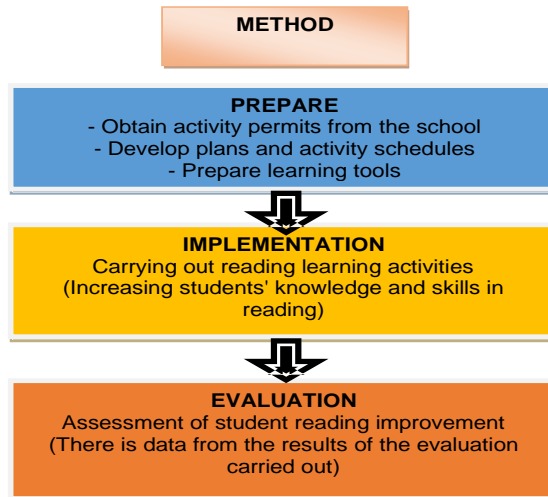 METHOD
PREPARE
- Obtain activity permits from the school
- Develop plans and activity schedules
- Prepare learning tools
IMPLEMENTATION
Carrying out reading learning activities
(Increasing students' knowledge and skills in
reading)
EVALUATION
Assessment of student reading improvement
(There is data from the results of the evaluation
carried out)